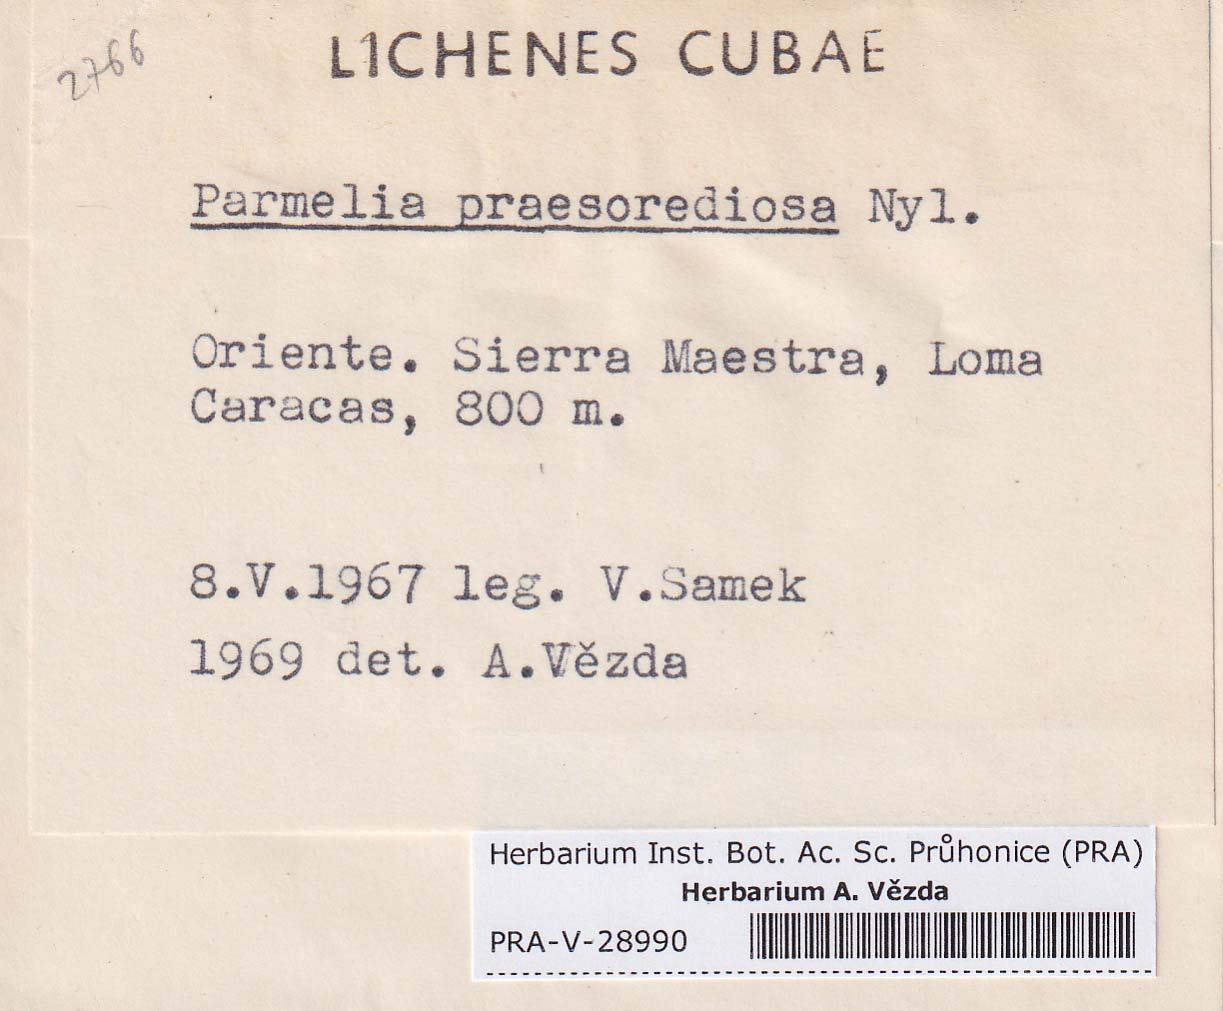 2766
LICHENES CUBAE
Parmelia praesorediosa Nyl.
Oriente. Sierra Maestra, Loma
Caracas, 800 m.
8.V.1967 leg. V.Samek
1969 det. A.Vězda
Herbarium Inst. Bot. Ac. Sc. Průhonice (PRA)
Herbarium A. Vězda
PRA-V-28990